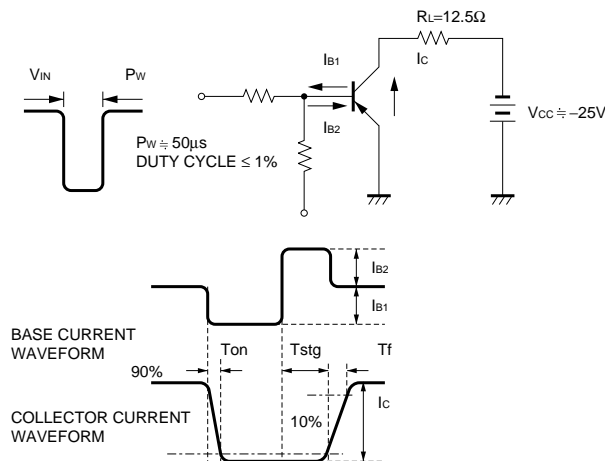 RL=12.5Ω
IB1
IC
VIN
PW
IB2
VCC≒−25V
PW≒50μs
DUTY CYCLE ≤ 1%
IB2
IB1
BASE CURRENT
WAVEFORM
Ton
Tstg
Tf
90%
IC
10%
COLLECTOR CURRENT
WAVEFORM